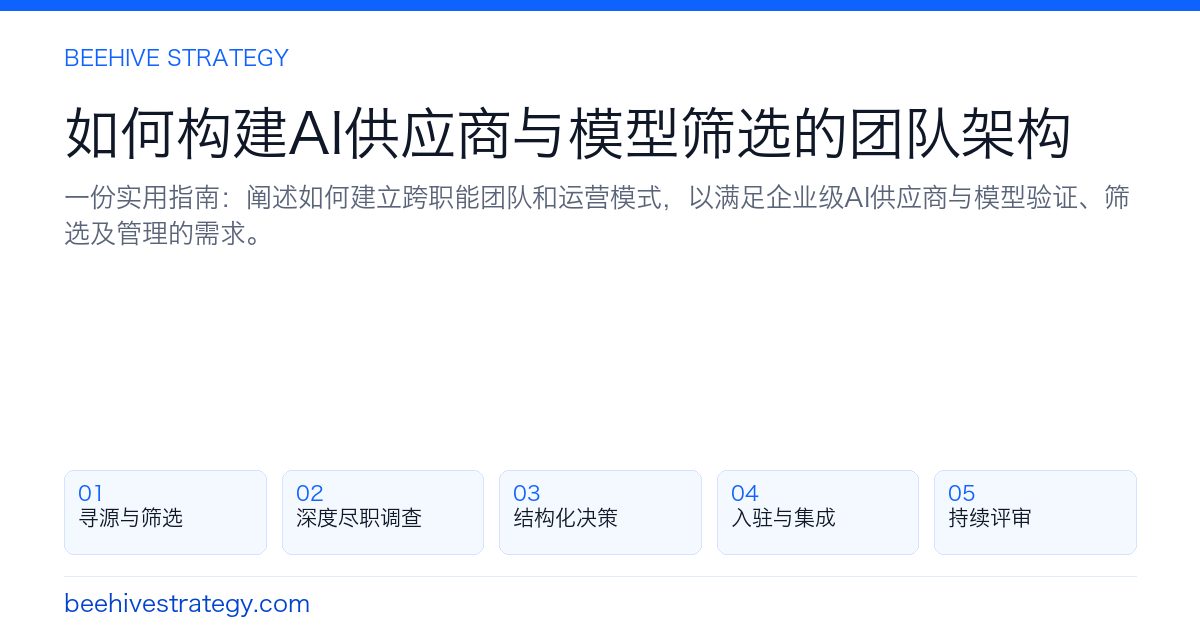 BEEHIVE STRATEGY
如何构建AI供应商与模型筛选的团队架构
一份实用指南：阐述如何建立跨职能团队和运营模式，以满足企业级AI供应商与模型验证、筛
选及管理的需求。
01
寻源与筛选
02
深度尽职调查
03
结构化决策
04
入驻与集成
05
持续评审
beehivestrategy.com